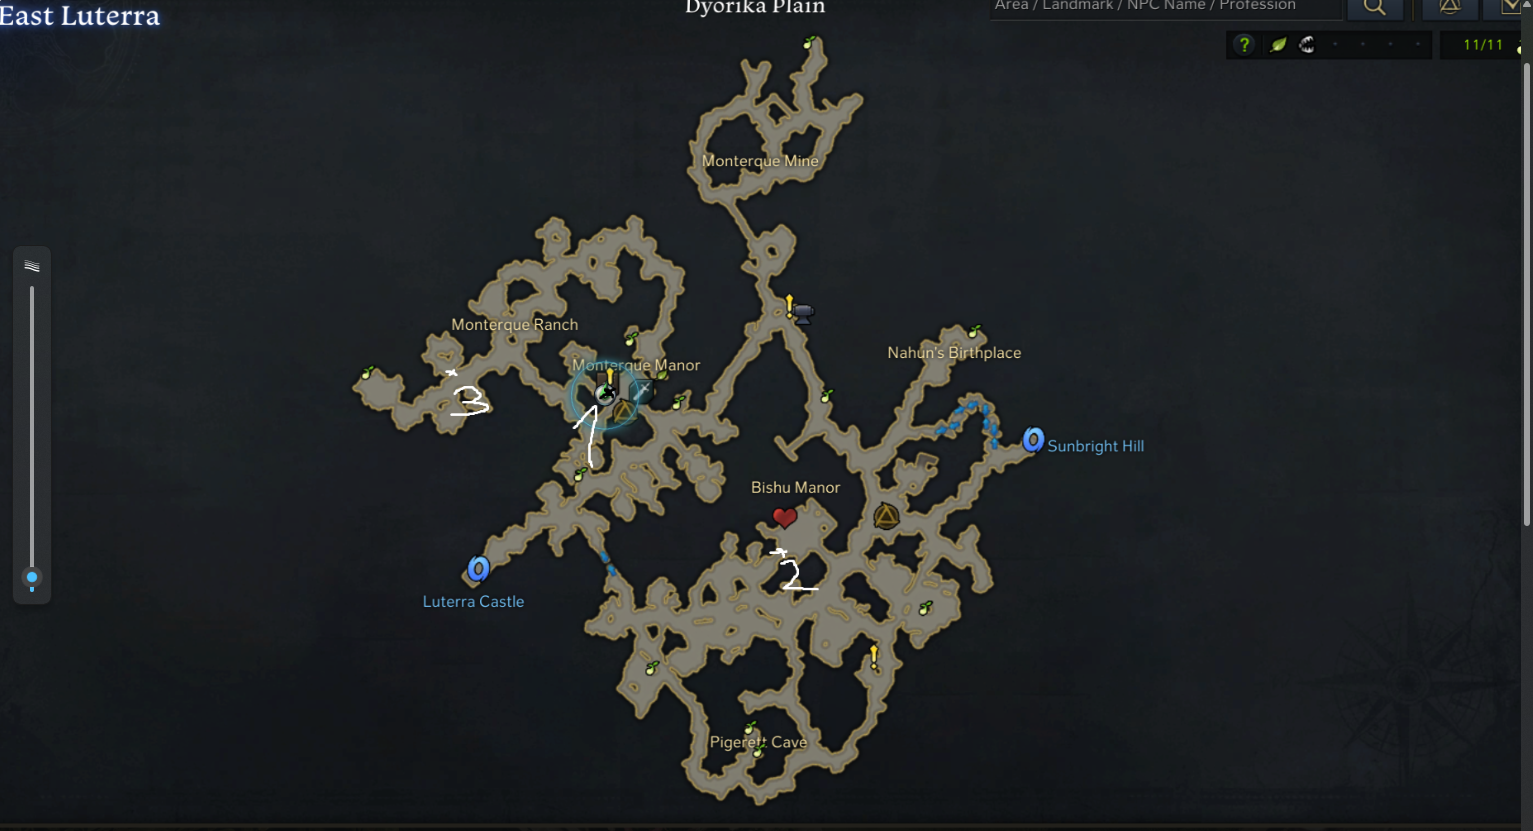 East Luterra
Dyorika Plain
Area / Landmark / NPC Name / Profession
?
11/11
Monterque Mine
Monterque Ranch
Monterque Manor
Nahun's Birthplace
3
1
Sunbright Hill
Bishu Manor
2
Luterra Castle
Pigerett Cave